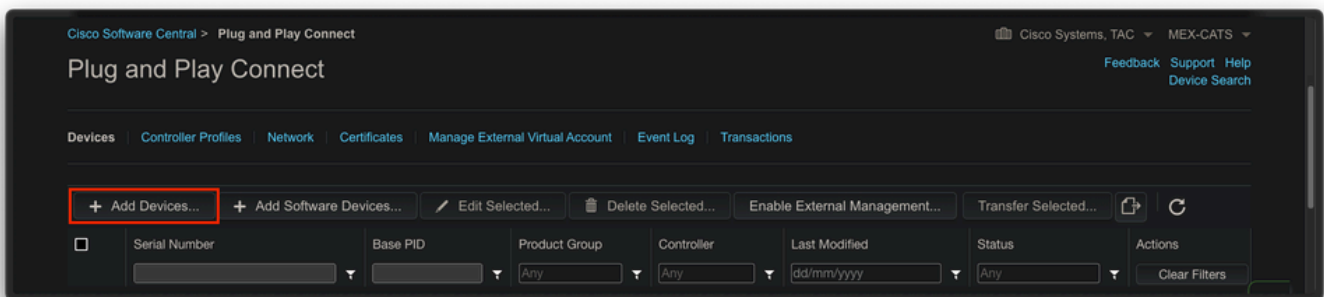 Cisco Software Central > Plug and Play Connect
Cisco Systems, TAC MEX-CATS
Plug and Play Connect
Feedback Support Help
Device Search
Devices Controller Profiles Network Certificates Manage External Virtual Account Event Log Transactions
+ Add Devices... + Add Software Devices... Edit Selected... Delete Selected... Enable External Management... Transfer Selected...
Serial Number Base PID Product Group Controller Last Modified Status Actions
Any Any dd/mm/yyyy Any Clear Filters